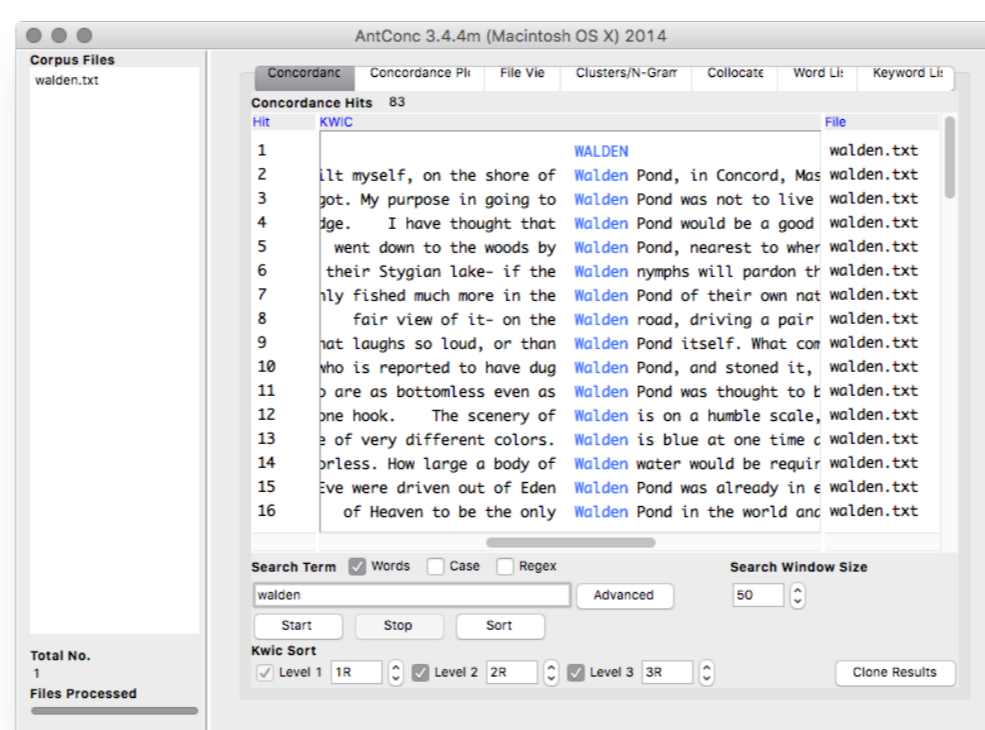 AntConc 3.4.4m (Macintosh OS X) 2014
Corpus Files
walden.txt
Concordanc Concordance Plo File Vie Clusters/N-Gram Collocate Word Lis Keyword Lis
Concordance Hits 83
Hit KWIC File
1 WALDEN walden.txt
2 ilt myself, on the shore of Walden Pond, in Concord, Mas walden.txt
3 got. My purpose in going to Walden Pond was not to live walden.txt
4 dge. I have thought that Walden Pond would be a good walden.txt
5 went down to the woods by Walden Pond, nearest to wher walden.txt
6 their Stygian lake- if the Walden nymphs will pardon th walden.txt
7 nly fished much more in the Walden Pond of their own nat walden.txt
8 fair view of it- on the Walden road, driving a pair walden.txt
9 hat laughs so loud, or than Walden Pond itself. What com walden.txt
10 who is reported to have dug Walden Pond, and stoned it, walden.txt
11 o are as bottomless even as Walden Pond was thought to b walden.txt
12 one hook. The scenery of Walden is on a humble scale, walden.txt
13 e of very different colors. Walden is blue at one time a walden.txt
14 orless. How large a body of Walden water would be requir walden.txt
15 Eve were driven out of Eden Walden Pond was already in e walden.txt
16 of Heaven to be the only Walden Pond in the world and walden.txt
Search Term Words Case Regex Search Window Size
walden Advanced 50
Start Stop Sort
Kwic Sort
Level 1 1R Level 2 2R Level 3 3R Clone Results
Total No.
1
Files Processed